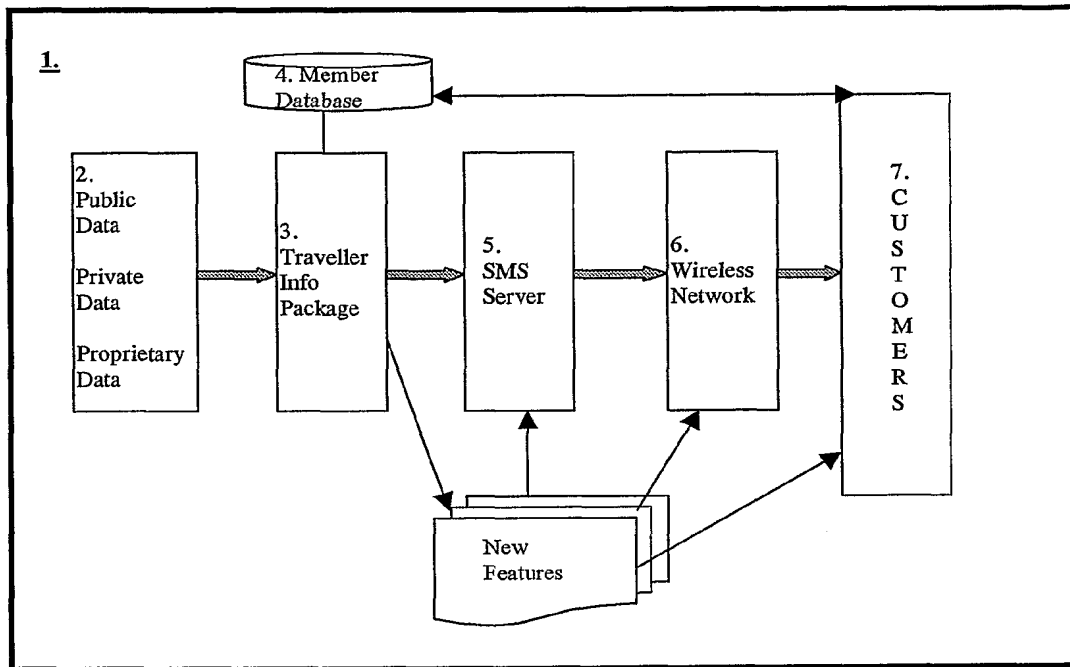 1.
4. Member
Database
2.
Public
Data
Private
Data
Proprietary
Data
3.
Traveller
Info
Package
5.
SMS
Server
6.
Wireless
Network
7.
C
U
S
T
O
M
E
R
S
New
Features